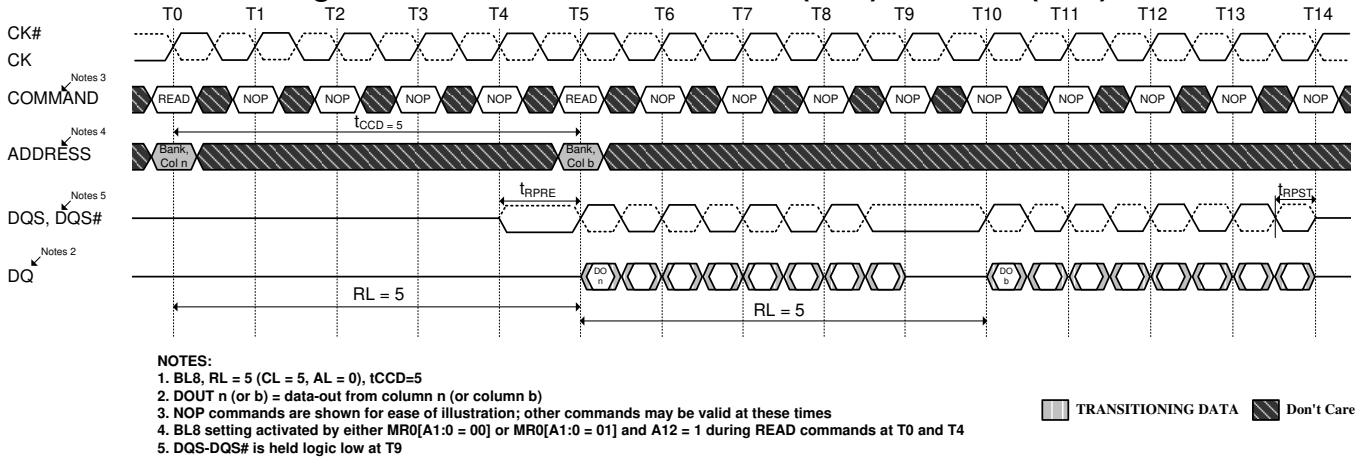 T0 T1 T2 T3 T4 T5 T6 T7 T8 T9 T10 T11 T12 T13 T14
CK#
CK
Notes 3
COMMAND READ NOP NOP NOP NOP READ NOP NOP NOP NOP NOP NOP NOP NOP NOP
tCCD = 5
Notes 4
ADDRESS Bank, Col n Bank, Col b
tRPRE tRPST
Notes 5
DQS, DQS#
Notes 2
DQ DO n DO b
RL = 5
RL = 5
NOTES:
1. BL8, RL = 5 (CL = 5, AL = 0), tCCD=5
2. DOUT n (or b) = data-out from column n (or column b)
3. NOP commands are shown for ease of illustration; other commands may be valid at these times
4. BL8 setting activated by either MR0[A1:0 = 00] or MR0[A1:0 = 01] and A12 = 1 during READ commands at T0 and T4
5. DQS-DQS# is held logic low at T9
TRANSITIONING DATA Don't Care